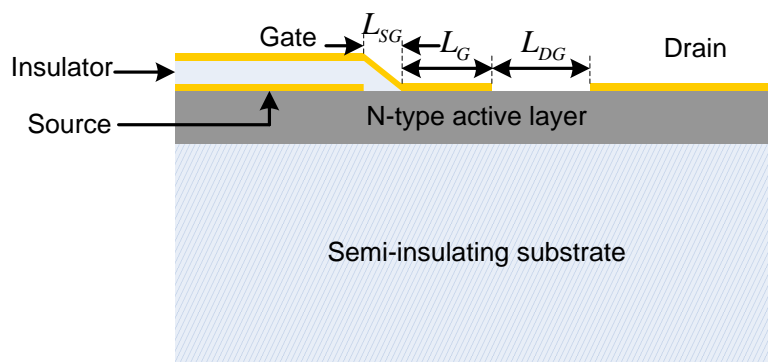 Gate
L_SG
L_G
L_DG
Drain
Insulator
Source
N-type active layer
Semi-insulating substrate